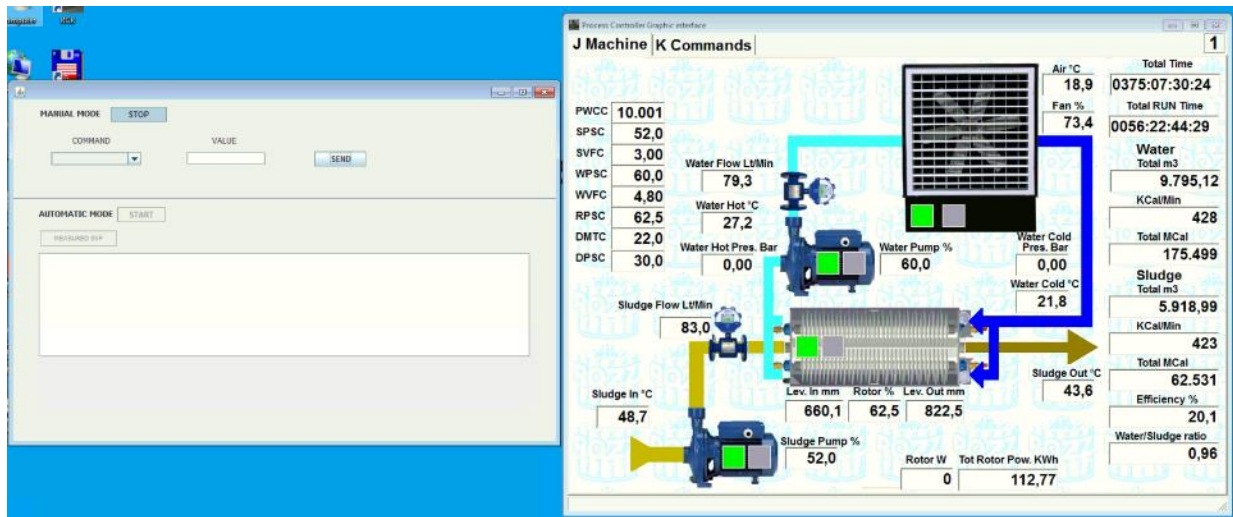 KGK
MANUAL MODE STOP
COMMAND VALUE
SEND
AUTOMATIC MODE START
MEASURED SVP
Process Controller Graphic interface
J Machine K Commands 1
PWCC 10.001
SPSC 52,0
SVFC 3,00
WPSC 60,0
WVFC 4,80
RPSC 62,5
DMTC 22,0
DPSC 30,0
Water Flow Lt/Min
79,3
Water Hot °C
27,2
Water Hot Pres. Bar
0,00
Water Pump %
60,0
Air °C
18,9
Fan %
73,4
Water Cold
Pres. Bar
0,00
Water Cold °C
21,8
Sludge Flow Lt/Min
83,0
Sludge In °C
48,7
Lev. In mm Rotor % Lev. Out mm
660,1 62,5 822,5
Sludge Out °C
43,6
Sludge Pump %
52,0
Rotor W Tot Rotor Pow. KWh
0 112,77
Total Time
0375:07:30:24
Total RUN Time
0056:22:44:29
Water
Total m3
9.795,12
KCal/Min
428
Total MCal
175.499
Sludge
Total m3
5.918,99
KCal/Min
423
Total MCal
62.531
Efficiency %
20,1
Water/Sludge ratio
0,96